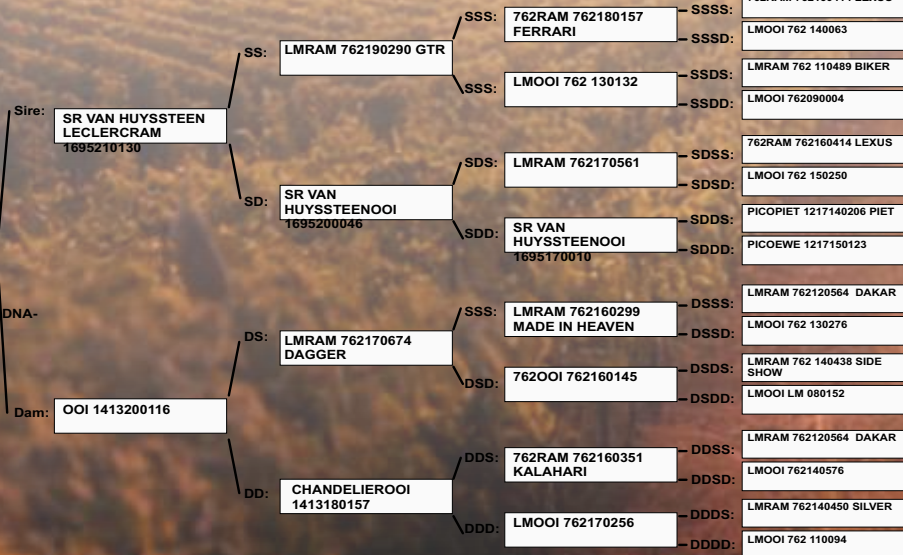 SSSS:
SSS:
762RAM 762180157
FERRARI
SSSD:
LMOOI 762 140063
SS:
LMRAM 762190290 GTR
SSS:
LMOOI 762 130132
SSDS:
LMRAM 762 110489 BIKER
SSDD:
LMOOI 762090004
Sire:
SR VAN HUYSSTEEN
LECLERCRAM
1695210130
SDS:
LMRAM 762170561
SDSS:
762RAM 762160414 LEXUS
SDSD:
LMOOI 762 150250
SD:
SR VAN
HUYSSTEENOOI
1695200046
SDD:
SR VAN
HUYSSTEENOOI
1695170010
SDDS:
PICOPIET 1217140206 PIET
SDDD:
PICOEWE 1217150123
DNA-
SSS:
LMRAM 762160299
MADE IN HEAVEN
DSSS:
LMRAM 762120564  DAKAR
DSSD:
LMOOI 762 130276
DS:
LMRAM 762170674
DAGGER
DSD:
762OOI 762160145
DSDS:
LMRAM 762 140438 SIDE
SHOW
DSDD:
LMOOI LM 080152
Dam:
OOI 1413200116
DDS:
762RAM 762160351
KALAHARI
DDSS:
LMRAM 762120564  DAKAR
DDSD:
LMOOI 762140576
DD:
CHANDELIEROOI
1413180157
DDD:
LMOOI 762170256
DDDS:
LMRAM 762140450 SILVER
DDDD:
LMOOI 762 110094